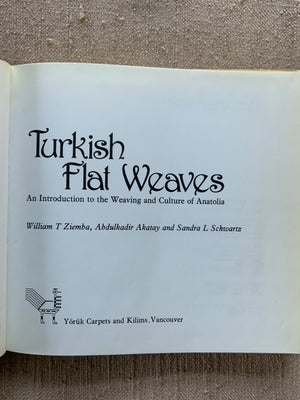 Turkish
Flat Weaves
An Introduction to the Weaving and Culture of Anatolia
William T Ziemba, Abdulkadir Akatay and Sandra L Schwartz
Yörük Carpets and Kilims, Vancouver